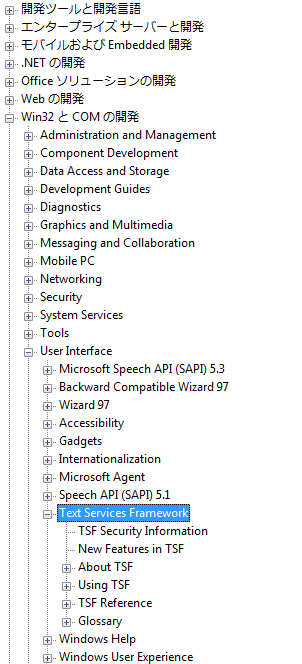 開発ツールと開発言語
エンタープライズ サーバーと開発
モバイルおよび Embedded 開発
.NET の開発
Office ソリューションの開発
Web の開発
Win32 と COM の開発
Administration and Management
Component Development
Data Access and Storage
Development Guides
Diagnostics
Graphics and Multimedia
Messaging and Collaboration
Mobile PC
Networking
Security
System Services
Tools
User Interface
Microsoft Speech API (SAPI) 5.3
Backward Compatible Wizard 97
Wizard 97
Accessibility
Gadgets
Internationalization
Microsoft Agent
Speech API (SAPI) 5.1
Text Services Framework
TSF Security Information
New Features in TSF
About TSF
Using TSF
TSF Reference
Glossary
Windows Help
Windows User Experience